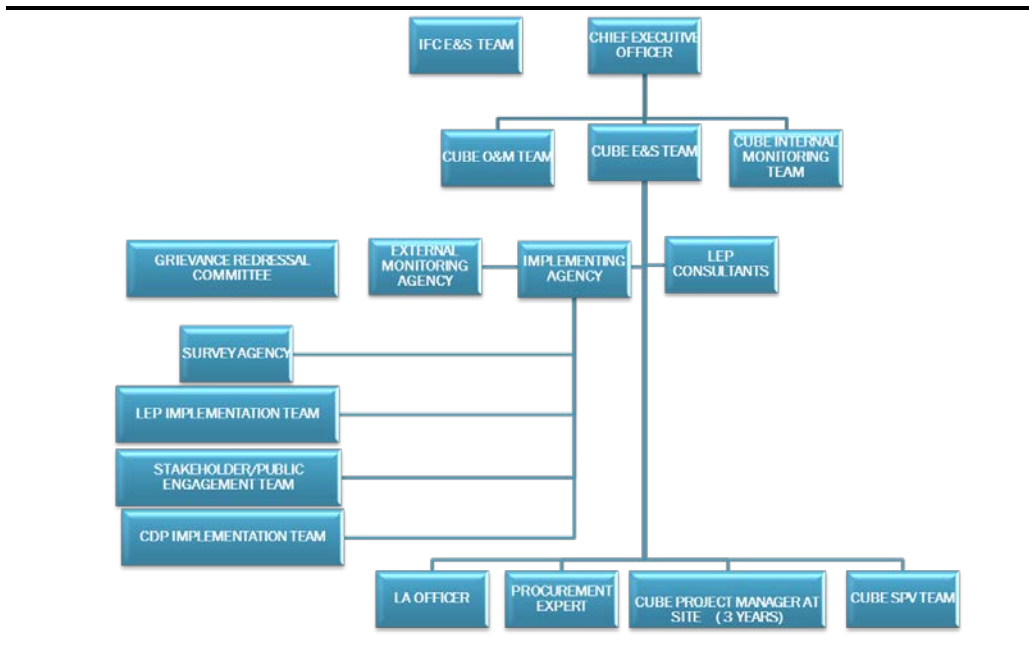 IFC E&S TEAM
CHIEF EXECUTIVE
OFFICER
CUBE O&M TEAM
CUBE E&S TEAM
CUBE INTERNAL
MONITORING
TEAM
GRIEVANCE REDRESSAL
COMMITTEE
EXTERNAL
MONITORING
AGENCY
IMPLEMENTING
AGENCY
LEP
CONSULTANTS
SURVEY AGENCY
LEP IMPLEMENTATION TEAM
STAKEHOLDER/PUBLIC
ENGAGEMENT TEAM
CDP IMPLEMENTATION TEAM
LA OFFICER
PROCUREMENT
EXPERT
CUBE PROJECT MANAGER AT
SITE ( 3 YEARS)
CUBE SPV TEAM